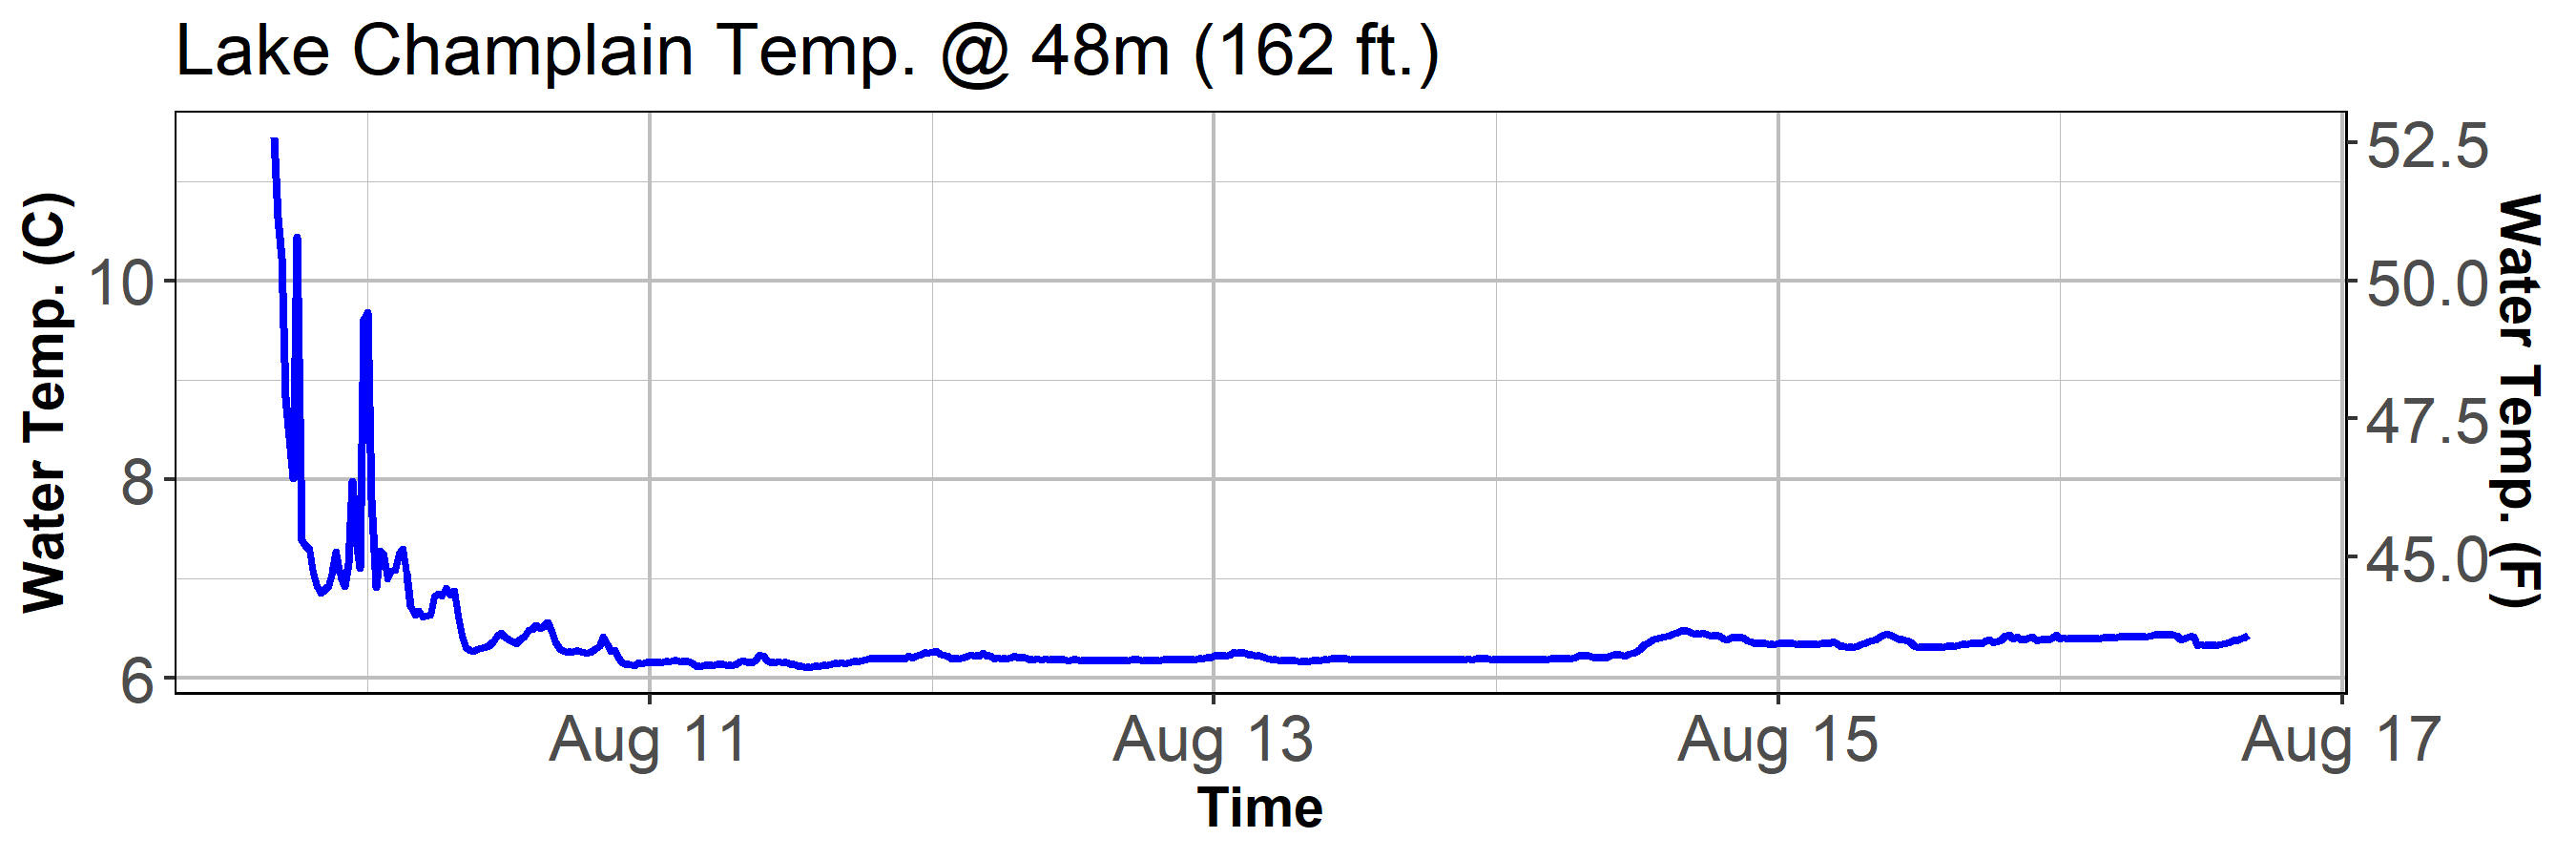 Lake Champlain Temp. @ 48m (162 ft.)
Water Temp. (C)
10
8
6
52.5
50.0
47.5
45.0
Water Temp. (F)
Aug 11
Aug 13
Aug 15
Aug 17
Time